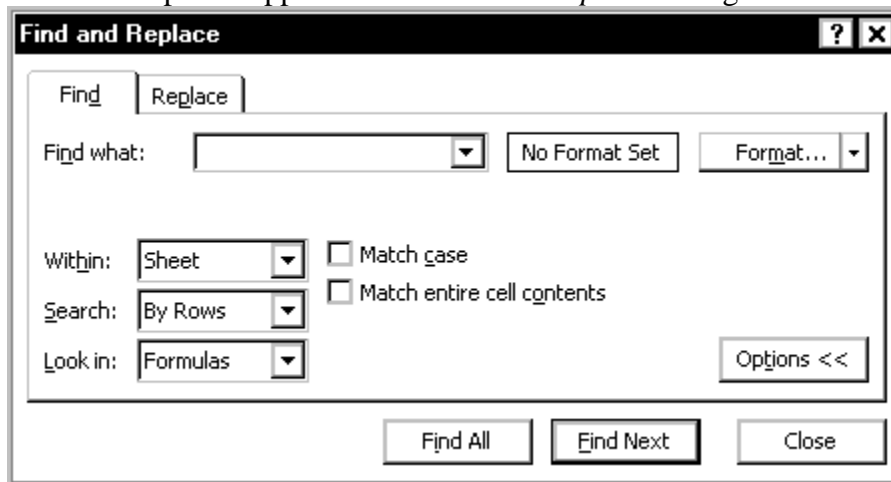 Find and Replace ? X
Find Replace
Find what: No Format Set Format...
Within: Sheet Match case
Match entire cell contents
Search: By Rows
Look in: Formulas
Options <<
Find All Find Next Close